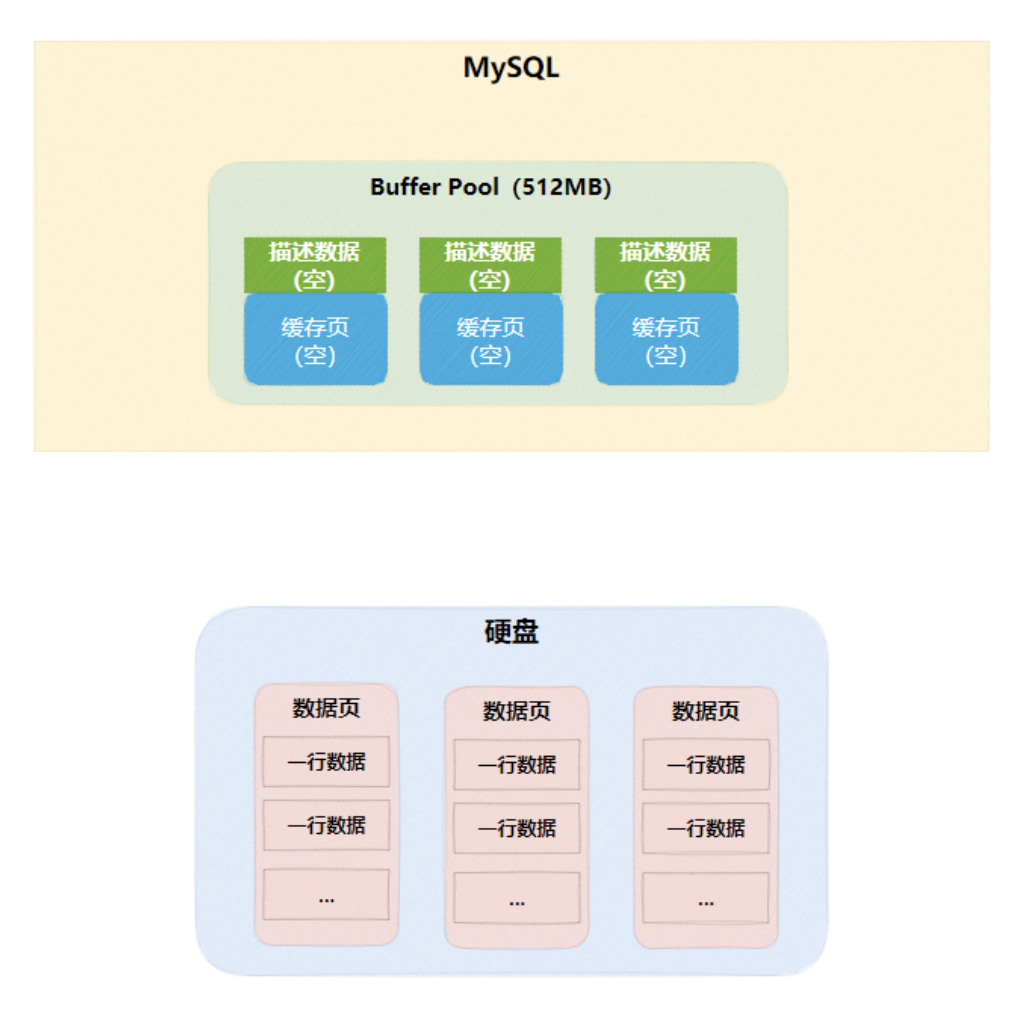 MySQL
Buffer Pool（512MB）
描述数据
(空)
描述数据
(空)
描述数据
(空)
缓存页
(空)
缓存页
(空)
缓存页
(空)
硬盘
数据页
一行数据
一行数据
...
数据页
一行数据
一行数据
...
数据页
一行数据
一行数据
...